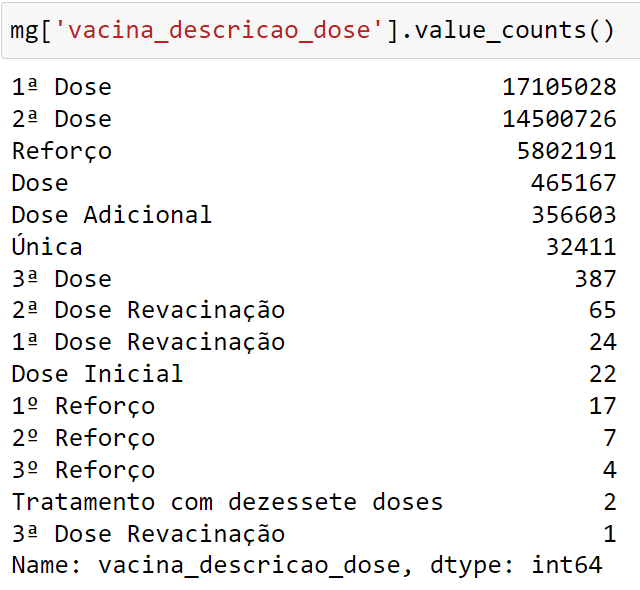 mg['vacina_descricao_dose'].value_counts()
1ª Dose 17105028
2ª Dose 14500726
Reforço 5802191
Dose 465167
Dose Adicional 356603
Única 32411
3ª Dose 387
2ª Dose Revacinação 65
1ª Dose Revacinação 24
Dose Inicial 22
1º Reforço 17
2º Reforço 7
3º Reforço 4
Tratamento com dezessete doses 2
3ª Dose Revacinação 1
Name: vacina_descricao_dose, dtype: int64